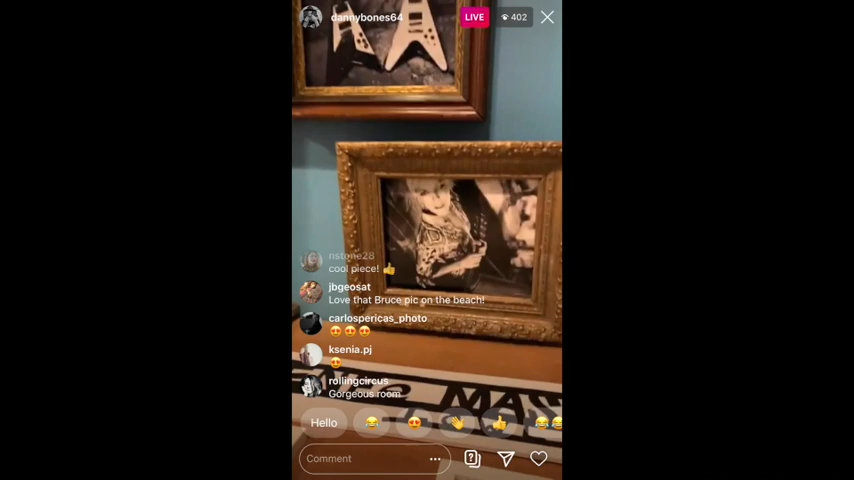 dannybones64
LIVE
402
nstone28
cool piece! 👍
jbgeosat
Love that Bruce pic on the beach!
carlospericas_photo
😍😍😍
ksenia.pj
😍
rollingcircus
Gorgeous room
Hello 😂 😍 👏 👍 😂😂
Comment